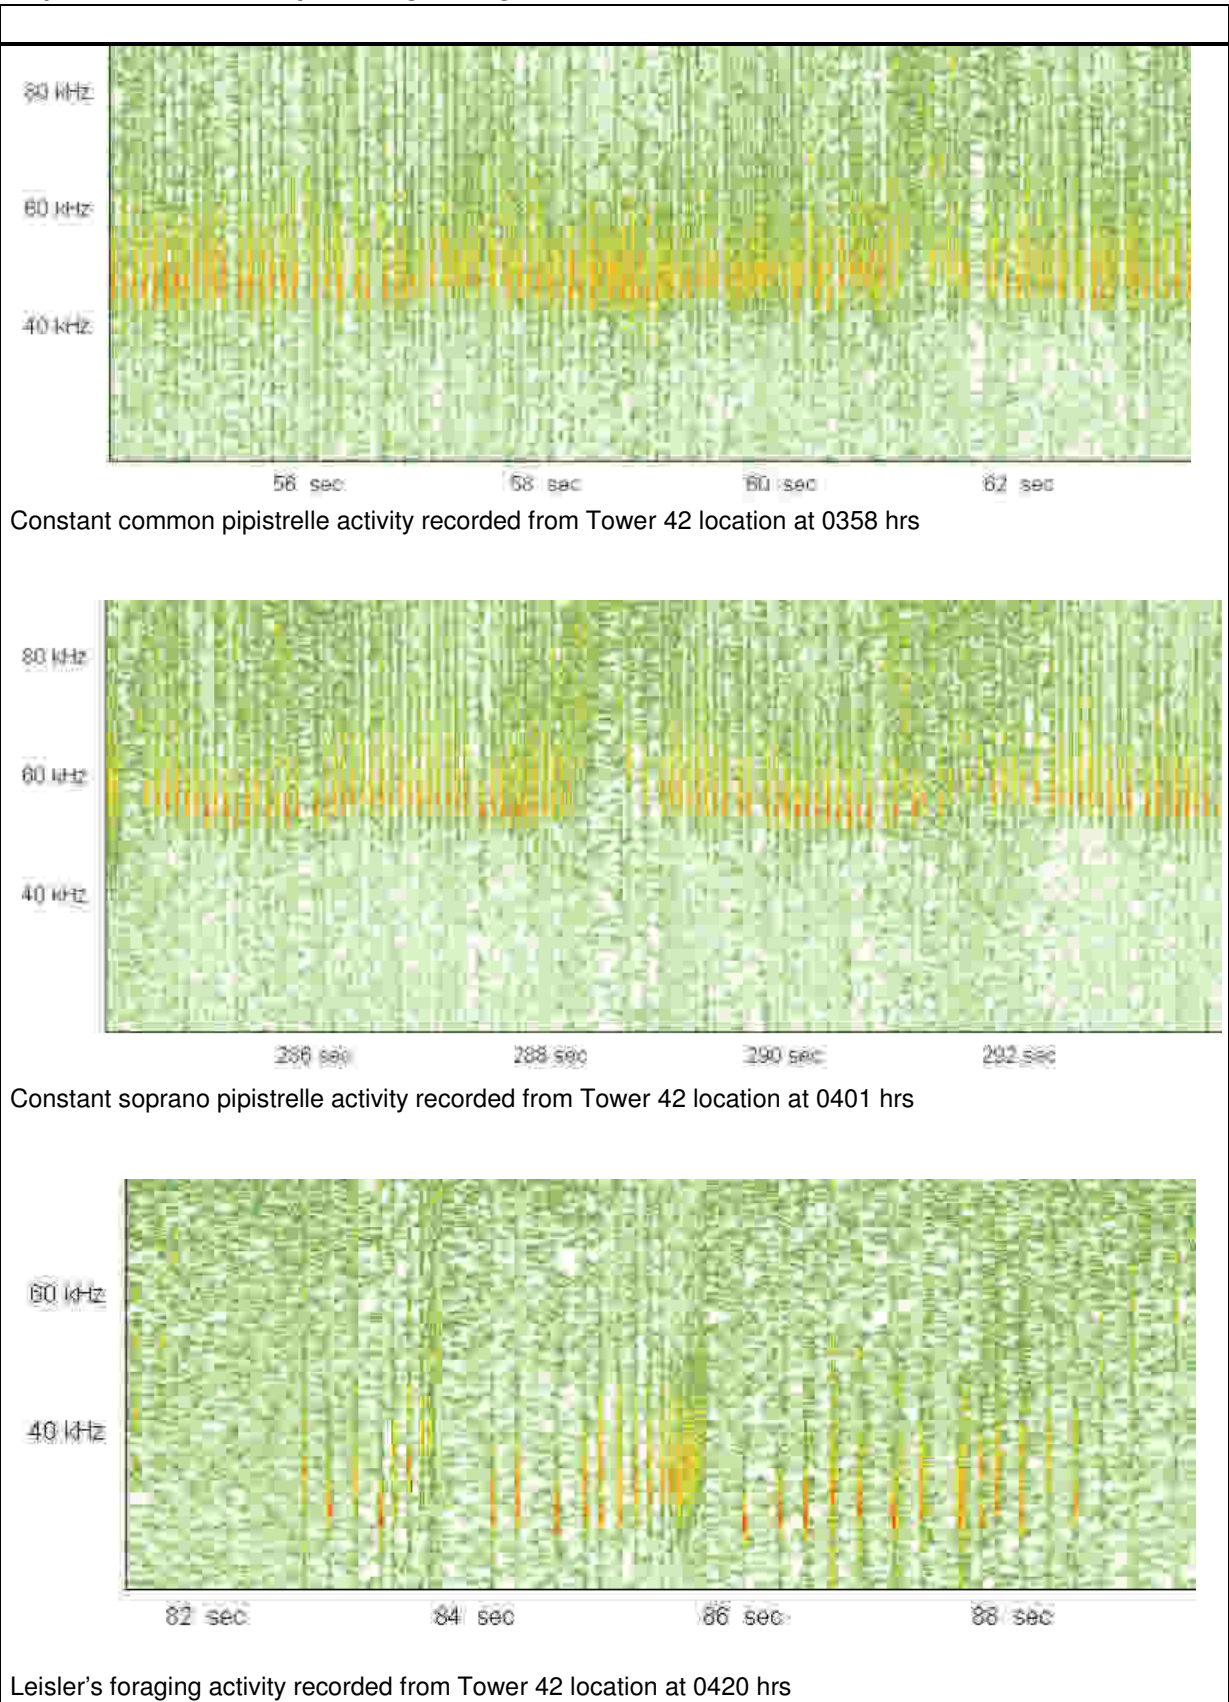 80 kHz
60 kHz
40 kHz
56 sec
58 sec
60 sec
62 sec
Constant common pipistrelle activity recorded from Tower 42 location at 0358 hrs
80 kHz
60 kHz
40 kHz
286 sec
288 sec
290 sec
292 sec
Constant soprano pipistrelle activity recorded from Tower 42 location at 0401 hrs
60 kHz
40 kHz
82 sec
84 sec
86 sec
88 sec
Leisler’s foraging activity recorded from Tower 42 location at 0420 hrs